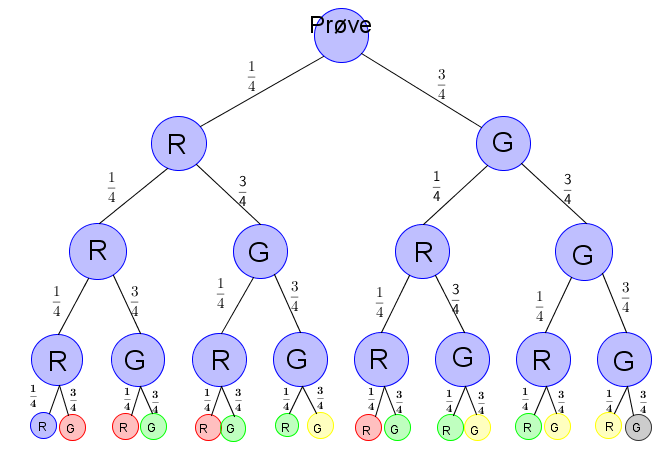 Prøve
1/4 3/4
R G
1/4 3/4 1/4 3/4
R G R G
1/4 3/4 1/4 3/4 1/4 3/4 1/4 3/4
R G R G R G R G
1/4 3/4 1/4 3/4 1/4 3/4 1/4 3/4 1/4 3/4 1/4 3/4 1/4 3/4 1/4 3/4
R G R G R G R G R G R G R G R G